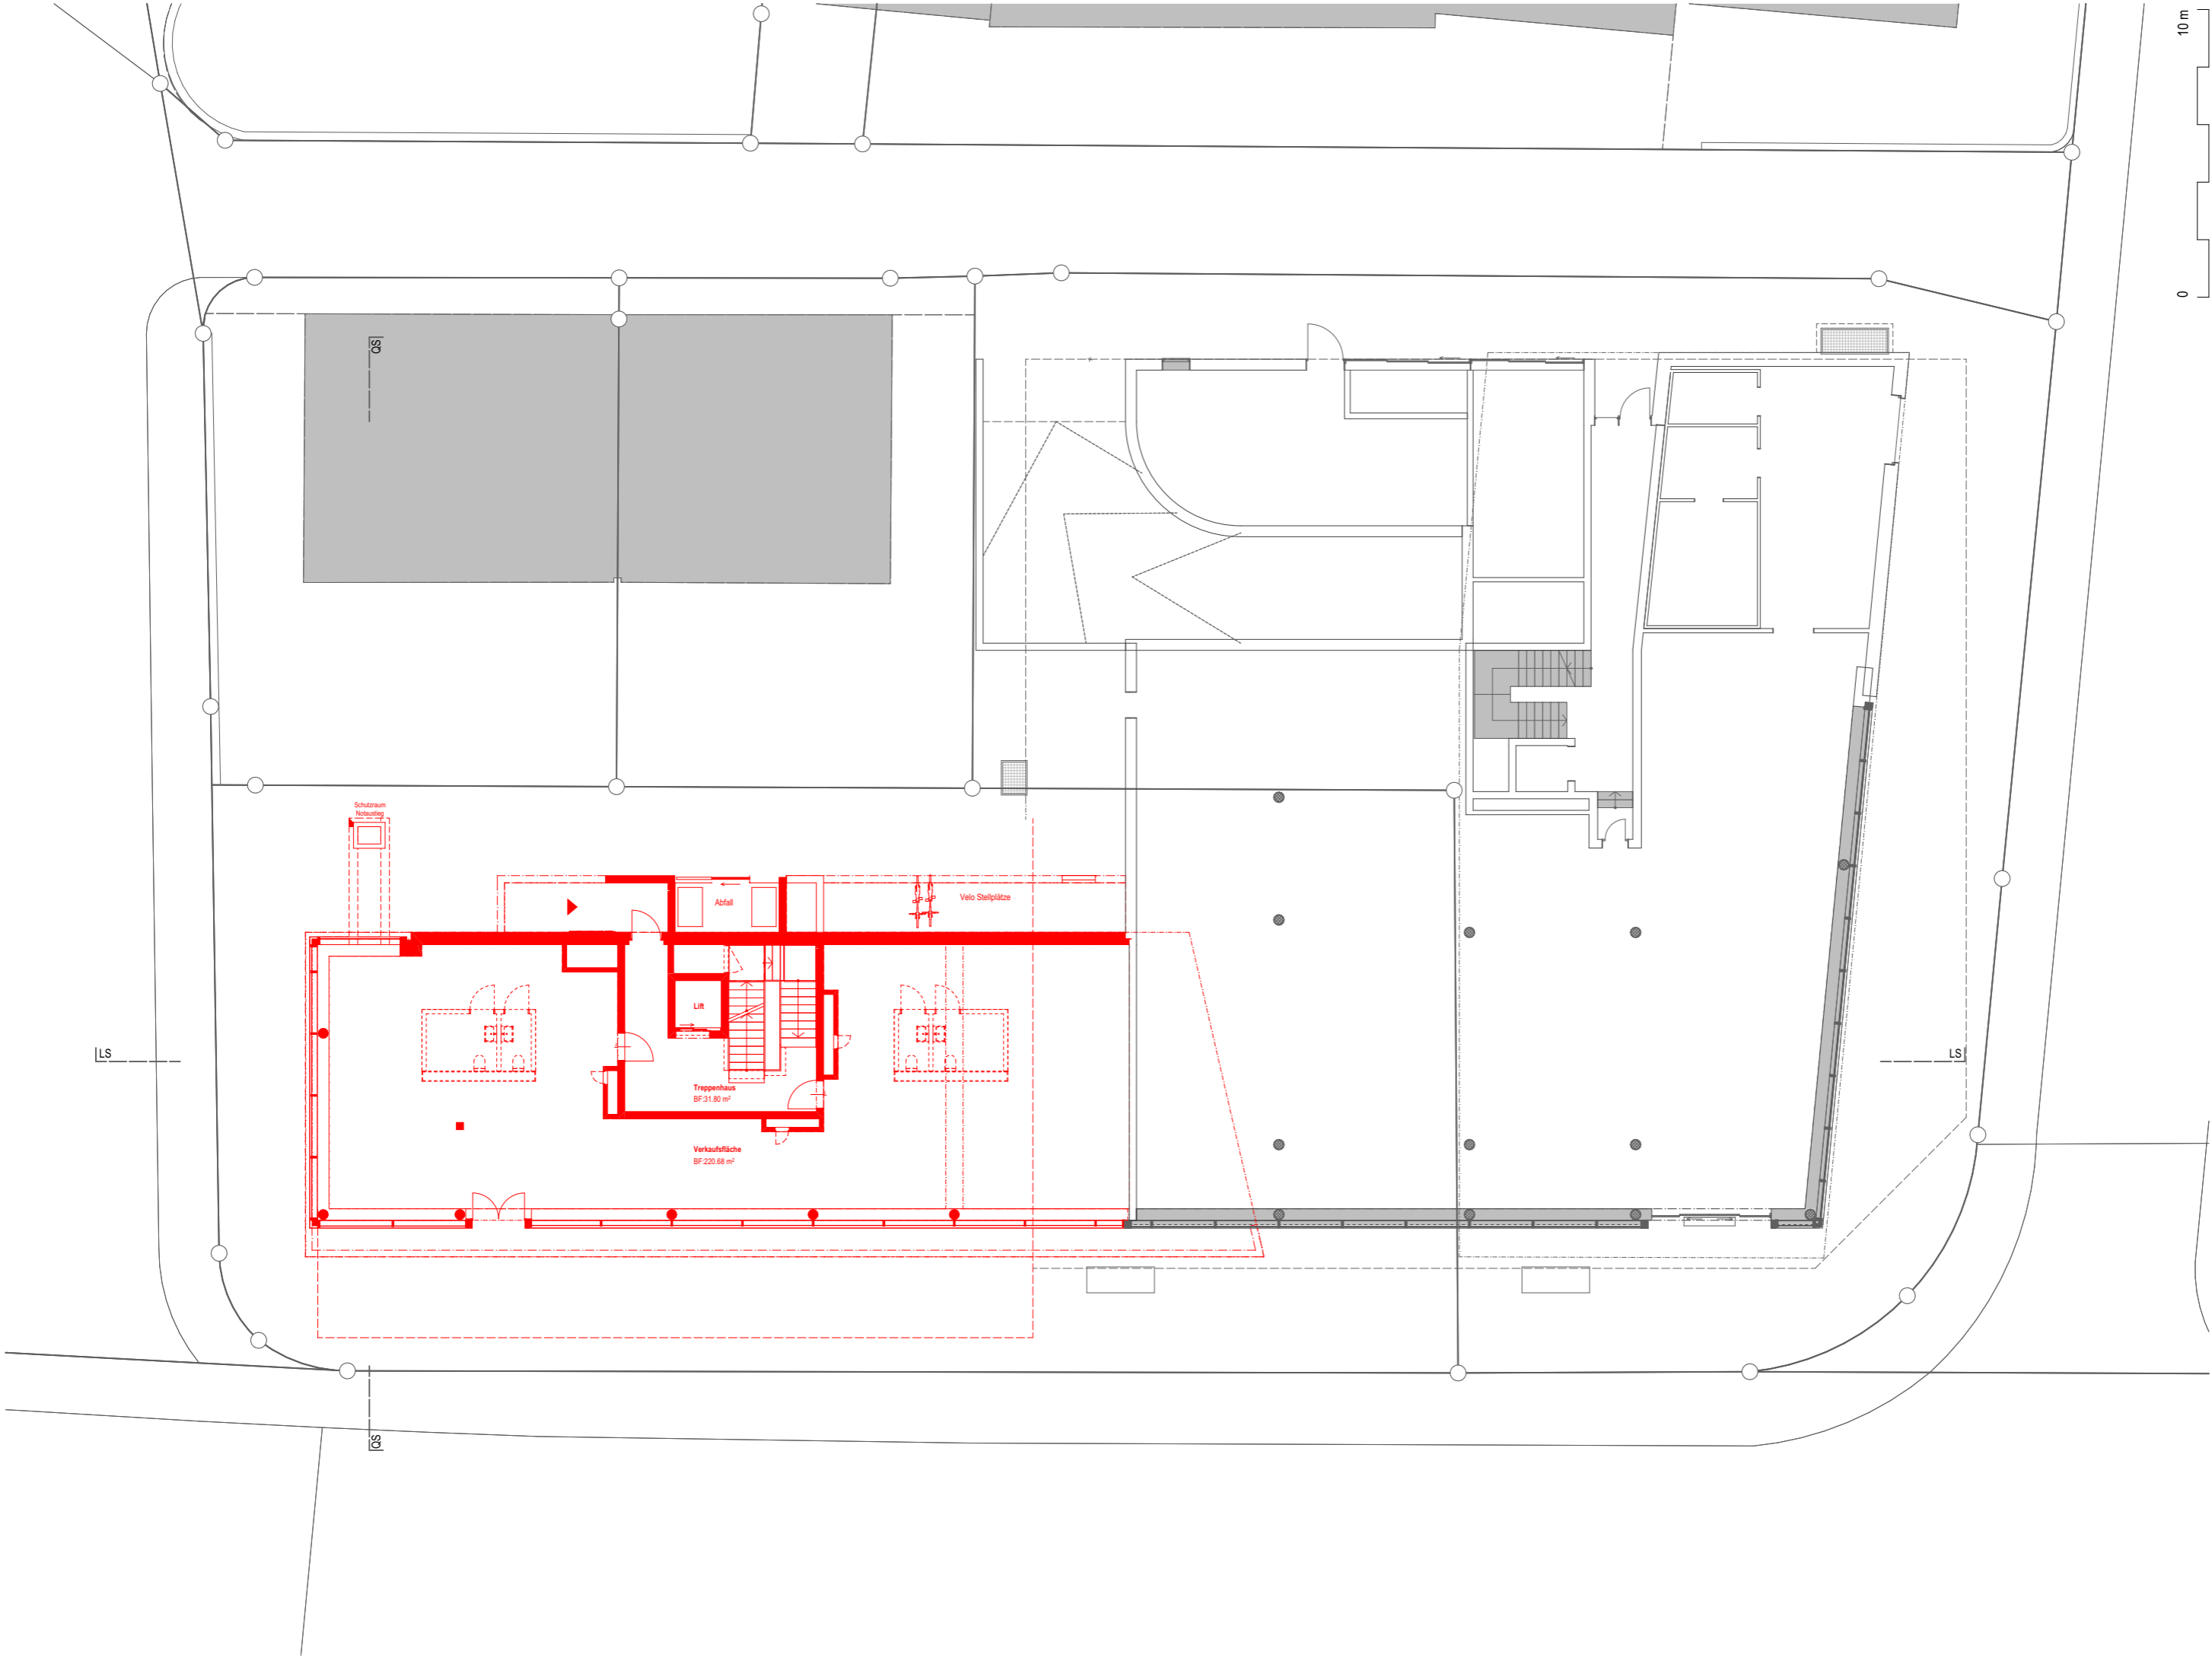 10 m
0
QS
Schutzraum
Notaustieg
Abfall
Velo Stellplätze
Lift
LS
LS
Treppenhaus
BF:31.80 m²
Verkaufsfläche
BF:220.68 m²
QS